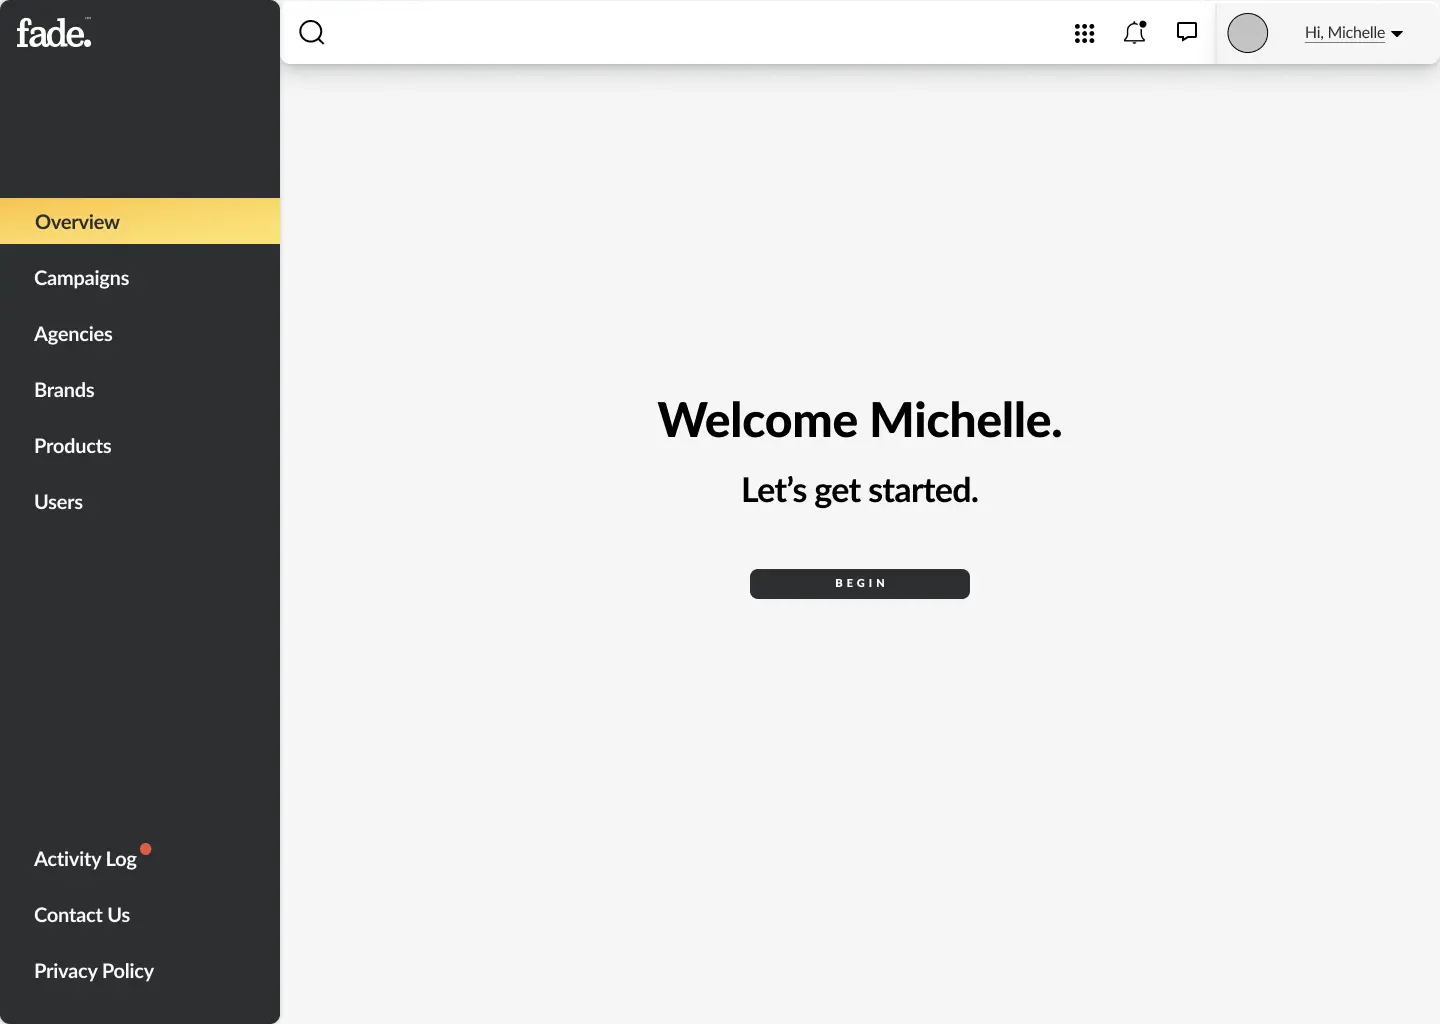 fade.
Hi, Michelle
Overview
Campaigns
Agencies
Brands
Products
Users
Welcome Michelle.
Let’s get started.
BEGIN
Activity Log
Contact Us
Privacy Policy